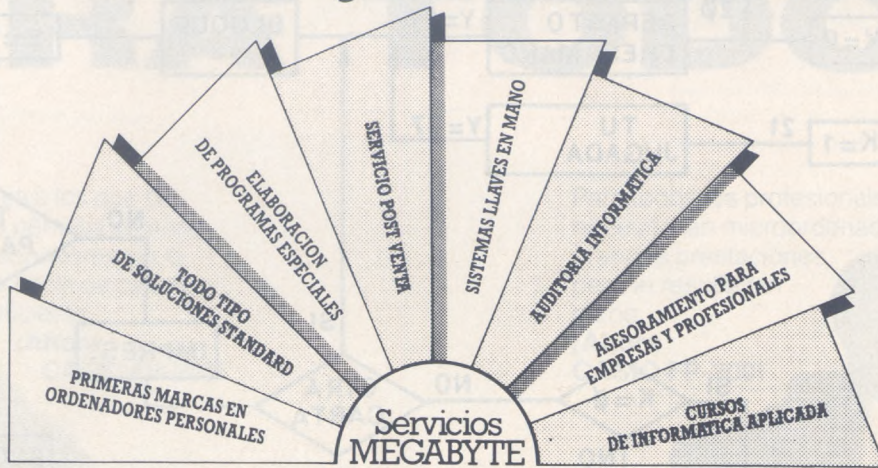 PRIMERAS MARCAS EN
ORDENADORES PERSONALES
TODO TIPO
DE SOLUCIONES STANDARD
ELABORACION
DE PROGRAMAS ESPECIALES
SERVICIO POST VENTA
SISTEMAS LLAVES EN MANO
AUDITORIA INFORMATICA
ASESORAMIENTO PARA
EMPRESAS Y PROFESIONALES
CURSOS
DE INFORMATICA APLICADA
Servicios
MEGABYTE